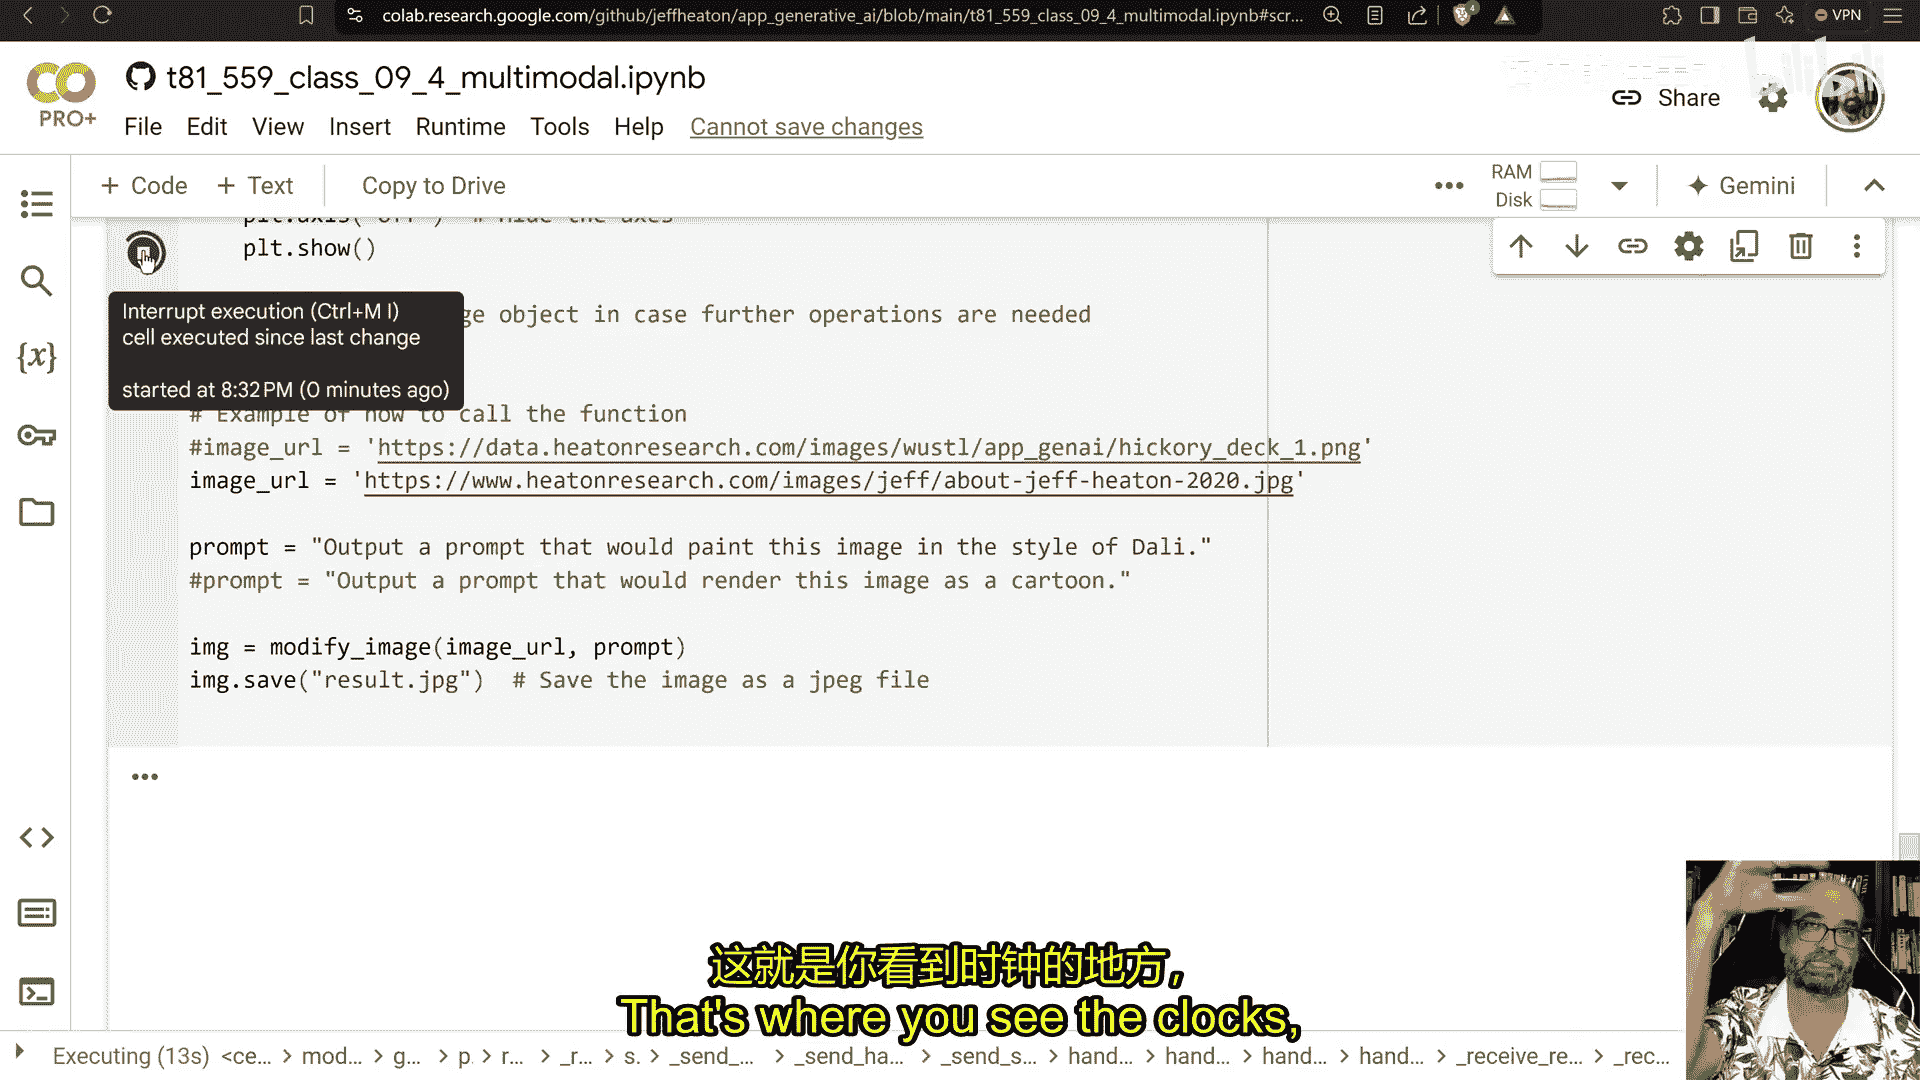 colab.research.google.com/github/jeffheaton/app_generative_ai/blob/main/t81_559_class_09_4_multimodal.ipynb#scr...
4
VPN
PRO+
t81_559_class_09_4_multimodal.ipynb
File Edit View Insert Runtime Tools Help Cannot save changes
Share
+ Code + Text Copy to Drive
RAM
Disk
Gemini
plt.axis('off') # Hide the axes
plt.show()
Interrupt execution (Ctrl+M I)
cell executed since last change
started at 8:32 PM (0 minutes ago)
ge object in case further operations are needed
# Example of how to call the function
#image_url = 'https://data.heatonresearch.com/images/wustl/app_genai/hickory_deck_1.png'
image_url = 'https://www.heatonresearch.com/images/jeff/about-jeff-heaton-2020.jpg'
prompt = "Output a prompt that would paint this image in the style of Dali."
#prompt = "Output a prompt that would render this image as a cartoon."
img = modify_image(image_url, prompt)
img.save("result.jpg") # Save the image as a jpeg file
这就是你看到时钟的地方，
That's where you see the clocks,
Executing (13s) <ce... > mod... > g... > p. > r... > _r... > s. > _send_... > _send_ha... > _send_s... > hand... > hand... > hand... > hand... > _receive_re... > _rec...